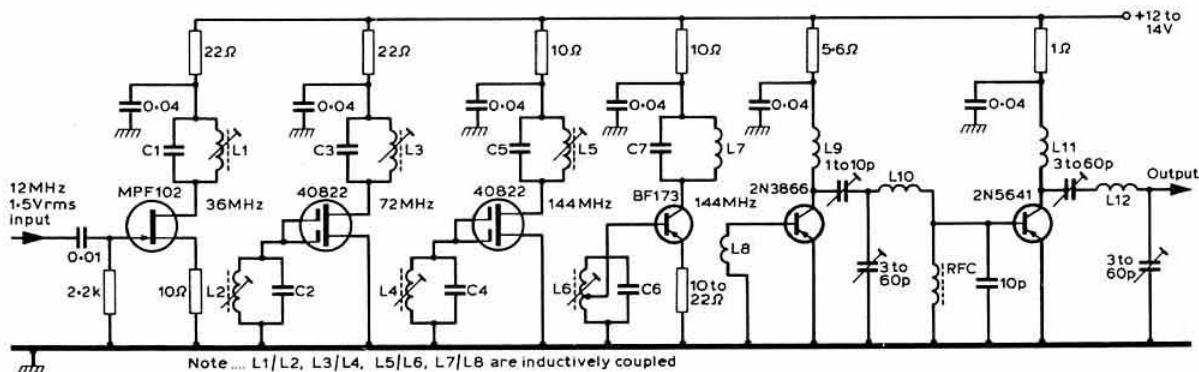 +12 to
14V
22Ω
22Ω
10Ω
10Ω
5·6Ω
1Ω
0·04
0·04
0·04
0·04
0·04
0·04
C1
L1
C3
L3
C5
L5
C7
L7
L9
1 to 10p
L10
L11
3 to 60p
L12
Output
12MHz
1·5V rms
input
MPF102
36MHz
40822
72MHz
40822
144MHz
BF173
144MHz
2N3866
2N5641
0·01
2·2k
10Ω
L2
C2
L4
C4
L6
C6
10 to
22Ω
L8
3 to
60p
RFC
10p
3 to
60p
Note .... L1/L2, L3/L4, L5/L6, L7/L8 are inductively coupled